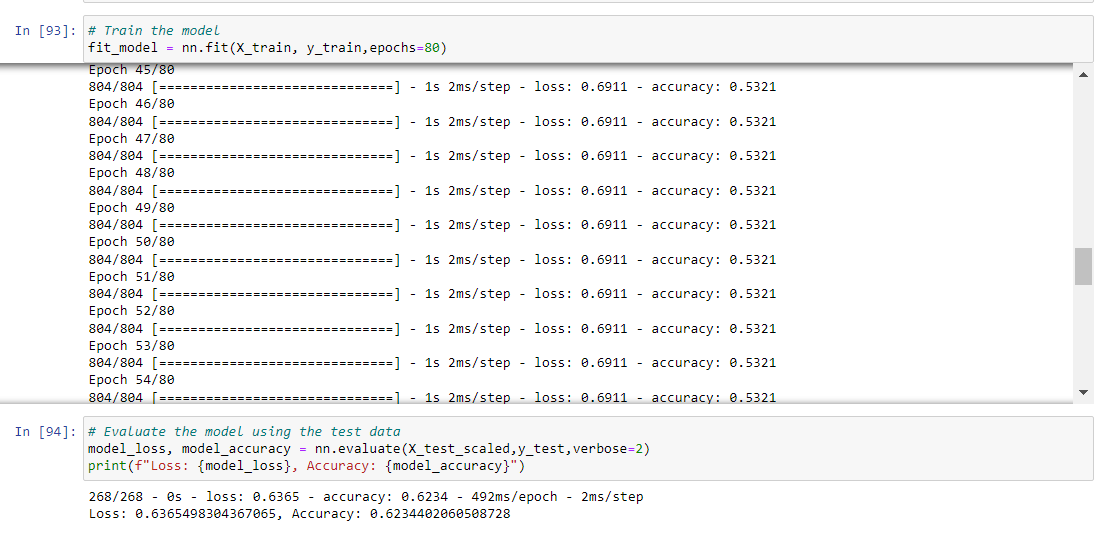 In [93]: # Train the model
fit_model = nn.fit(X_train, y_train,epochs=80)
Epoch 45/80
804/804 [==============================] - 1s 2ms/step - loss: 0.6911 - accuracy: 0.5321
Epoch 46/80
804/804 [==============================] - 1s 2ms/step - loss: 0.6911 - accuracy: 0.5321
Epoch 47/80
804/804 [==============================] - 1s 2ms/step - loss: 0.6911 - accuracy: 0.5321
Epoch 48/80
804/804 [==============================] - 1s 2ms/step - loss: 0.6911 - accuracy: 0.5321
Epoch 49/80
804/804 [==============================] - 1s 2ms/step - loss: 0.6911 - accuracy: 0.5321
Epoch 50/80
804/804 [==============================] - 1s 2ms/step - loss: 0.6911 - accuracy: 0.5321
Epoch 51/80
804/804 [==============================] - 1s 2ms/step - loss: 0.6911 - accuracy: 0.5321
Epoch 52/80
804/804 [==============================] - 1s 2ms/step - loss: 0.6911 - accuracy: 0.5321
Epoch 53/80
804/804 [==============================] - 1s 2ms/step - loss: 0.6911 - accuracy: 0.5321
Epoch 54/80
804/804 [==============================] - 1s 2ms/step - loss: 0.6911 - accuracy: 0.5321
In [94]: # Evaluate the model using the test data
model_loss, model_accuracy = nn.evaluate(X_test_scaled,y_test,verbose=2)
print(f"Loss: {model_loss}, Accuracy: {model_accuracy}")
268/268 - 0s - loss: 0.6365 - accuracy: 0.6234 - 492ms/epoch - 2ms/step
Loss: 0.6365498304367065, Accuracy: 0.6234402060508728